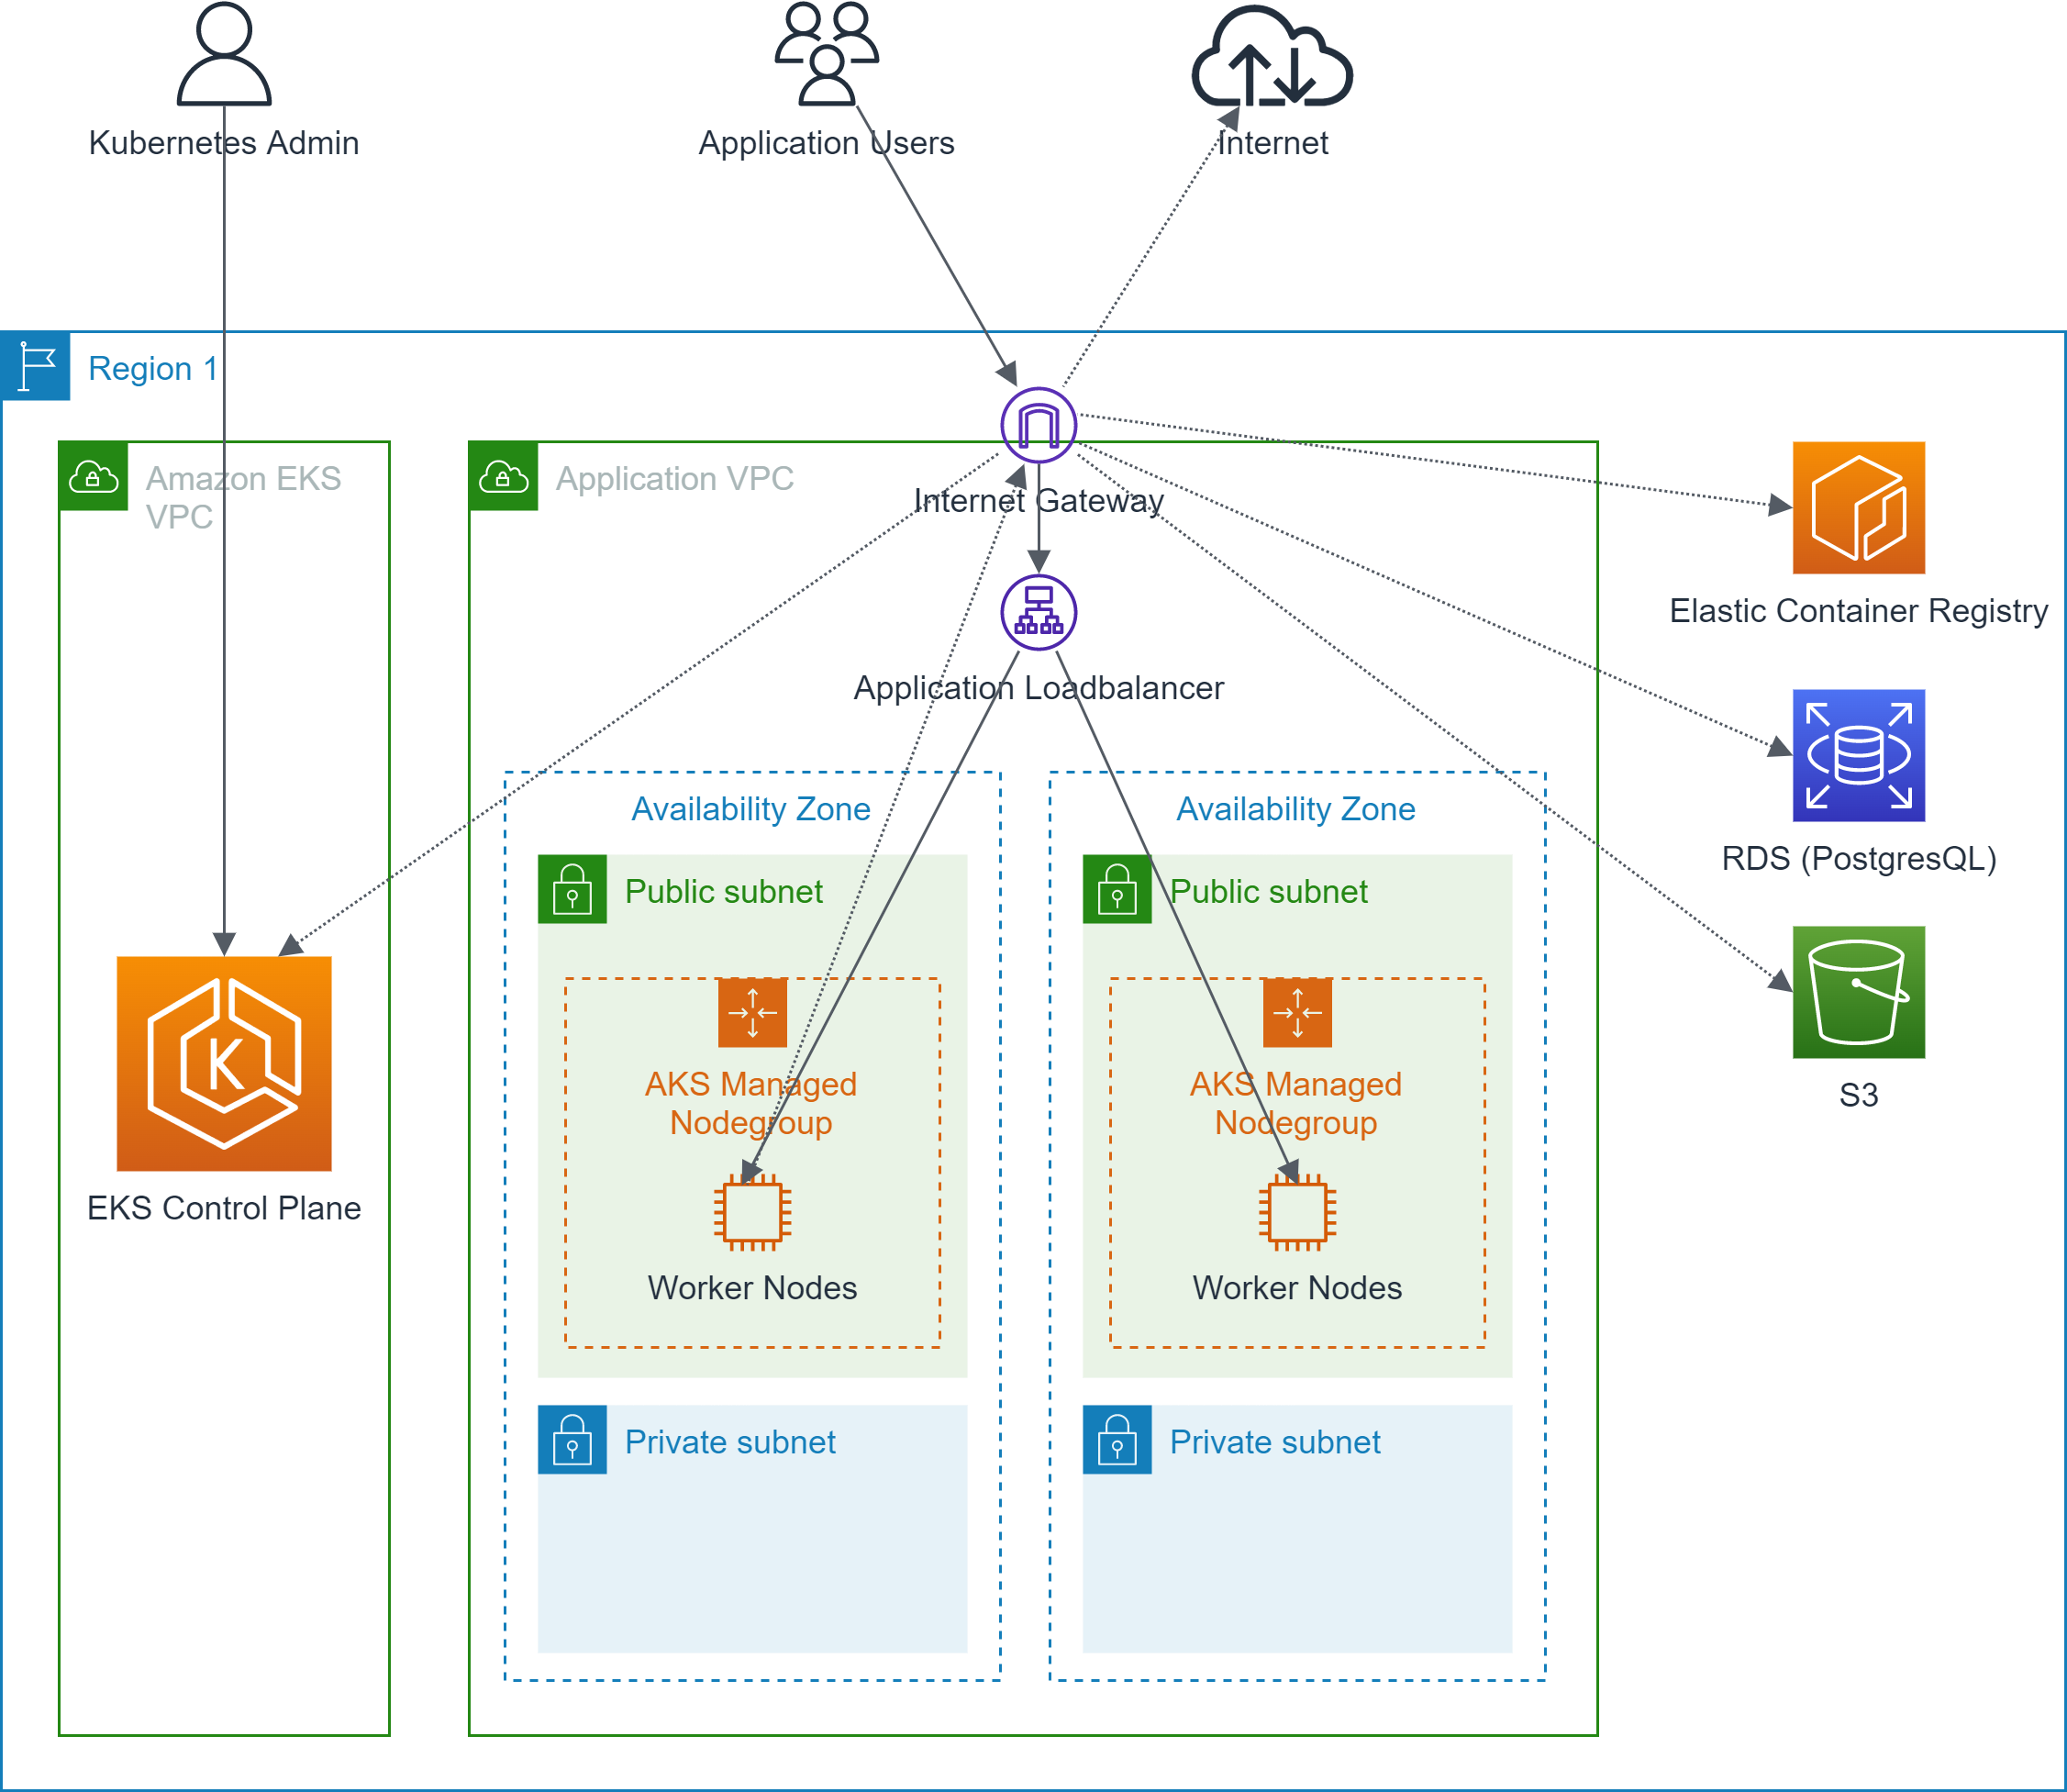 Kubernetes Admin
Application Users
Internet
Region 1
Amazon EKS
VPC
Application VPC
Internet Gateway
Elastic Container Registry
Application Loadbalancer
RDS (PostgresQL)
Availability Zone
Availability Zone
Public subnet
Public subnet
K
AKS Managed
Nodegroup
AKS Managed
Nodegroup
S3
EKS Control Plane
Worker Nodes
Worker Nodes
Private subnet
Private subnet